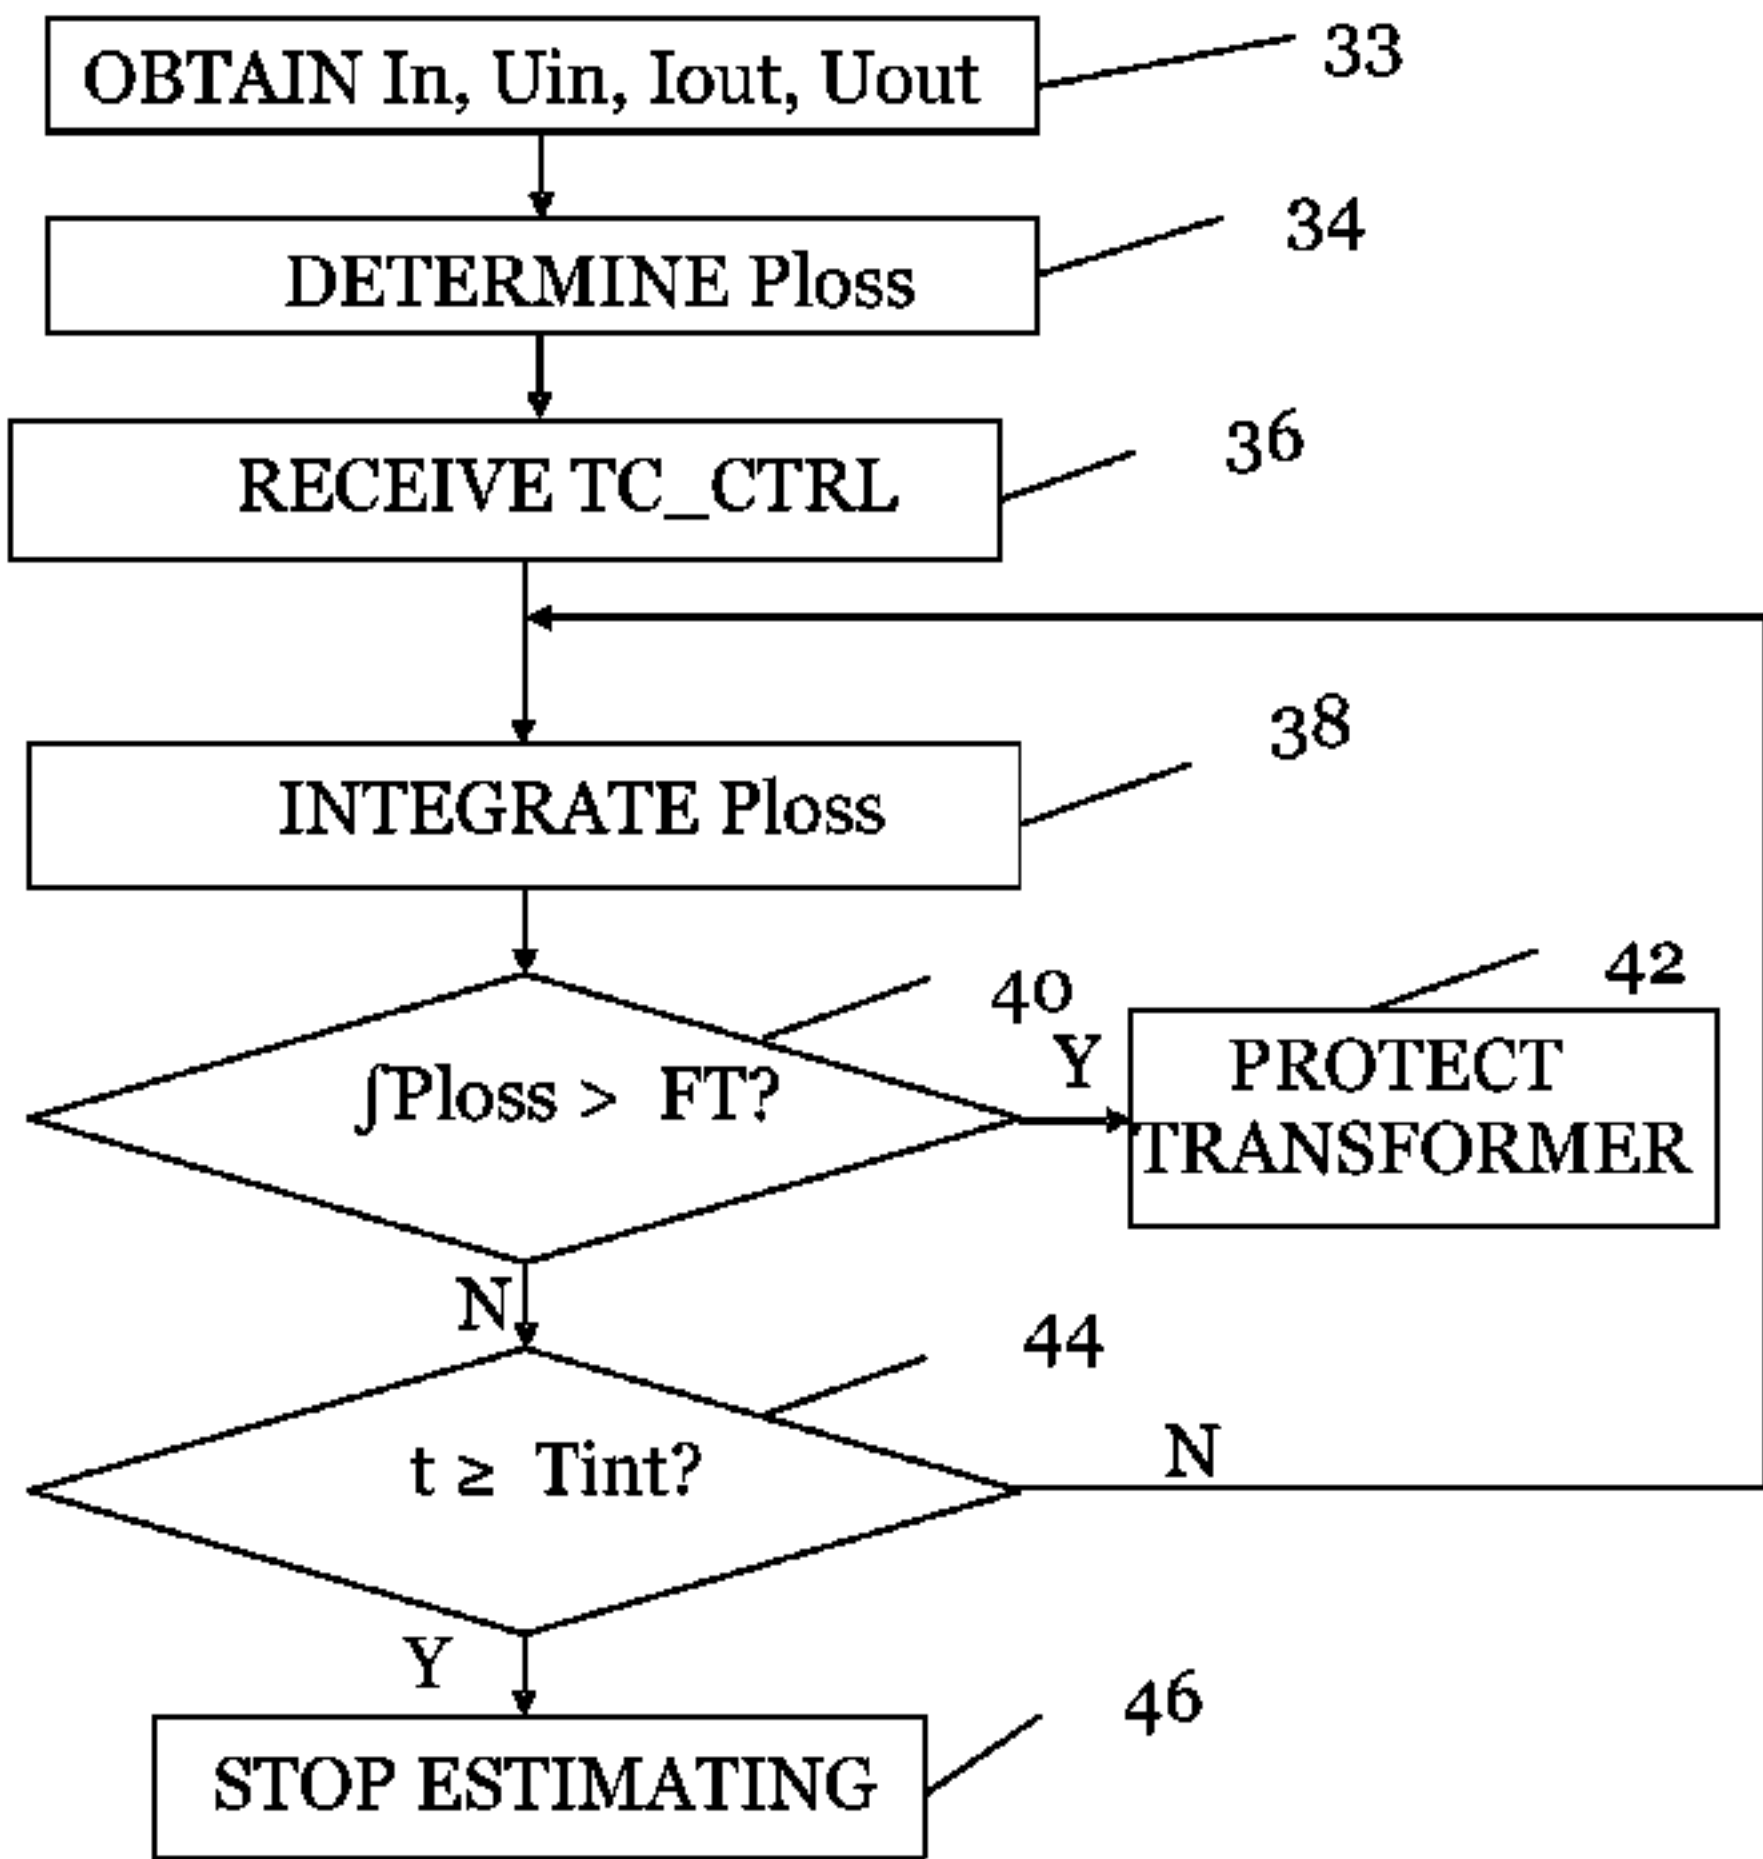 OBTAIN In, Uin, Iout, Uout
33
DETERMINE Ploss
34
RECEIVE TC_CTRL
36
INTEGRATE Ploss
38
∫Ploss > FT?
40
Y
PROTECT
TRANSFORMER
42
N
t ≥ Tint?
44
N
Y
STOP ESTIMATING
46